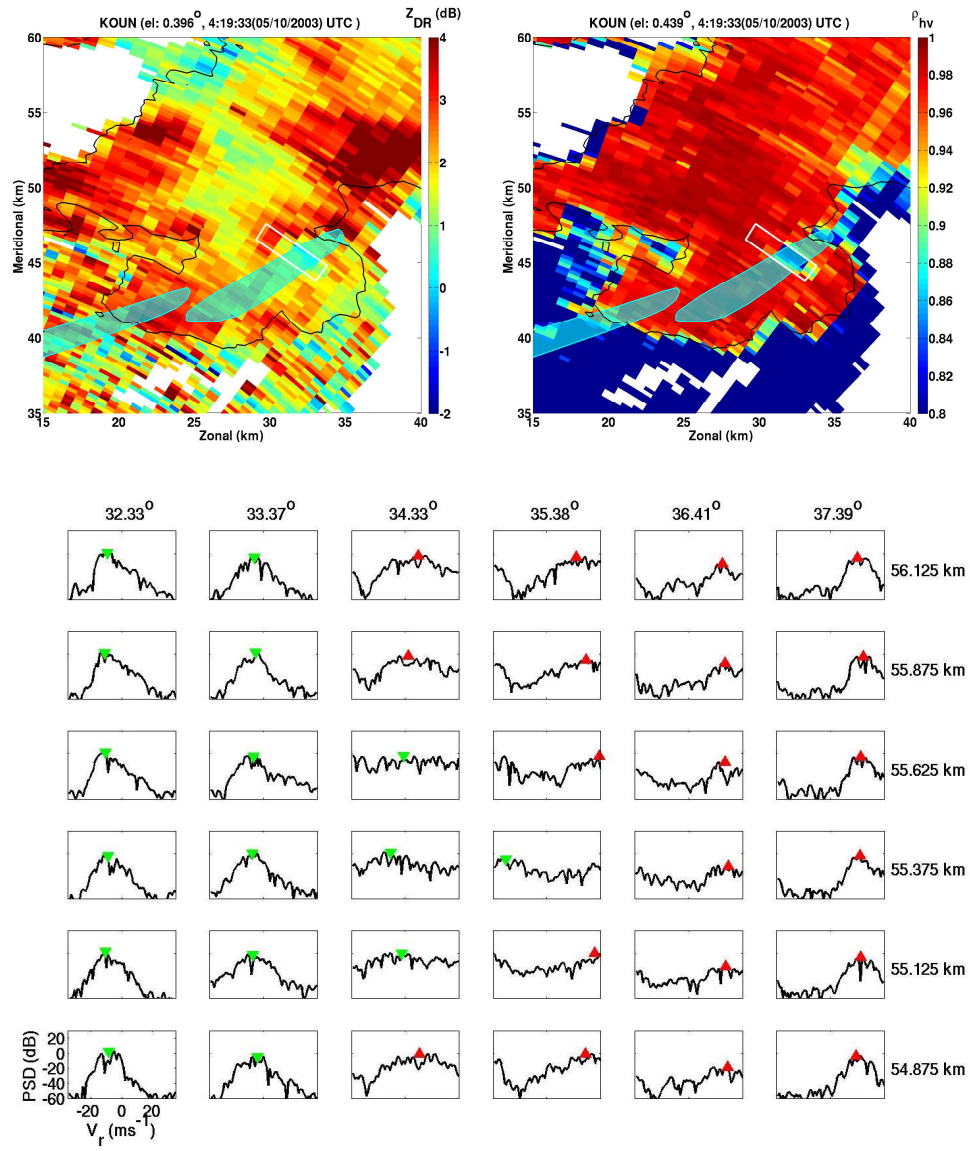 KOUN (el: 0.396°, 4:19:33(05/10/2003) UTC )
Z_DR (dB)
60
55
50
45
40
35
Mericional (km)
15 20 25 30 35 40
Zonal (km)
4
3
2
1
0
-1
-2
KOUN (el: 0.439°, 4:19:33(05/10/2003) UTC )
ρ_hv
60
55
50
45
40
35
Mericional (km)
15 20 25 30 35 40
Zonal (km)
1
0.98
0.96
0.94
0.92
0.9
0.88
0.86
0.84
0.82
0.8
32.33° 33.37° 34.33° 35.38° 36.41° 37.39°
56.125 km
55.875 km
55.625 km
55.375 km
55.125 km
54.875 km
PSD (dB)
20
0
-20
-40
-60
-20 0 20
V_r (ms⁻¹)